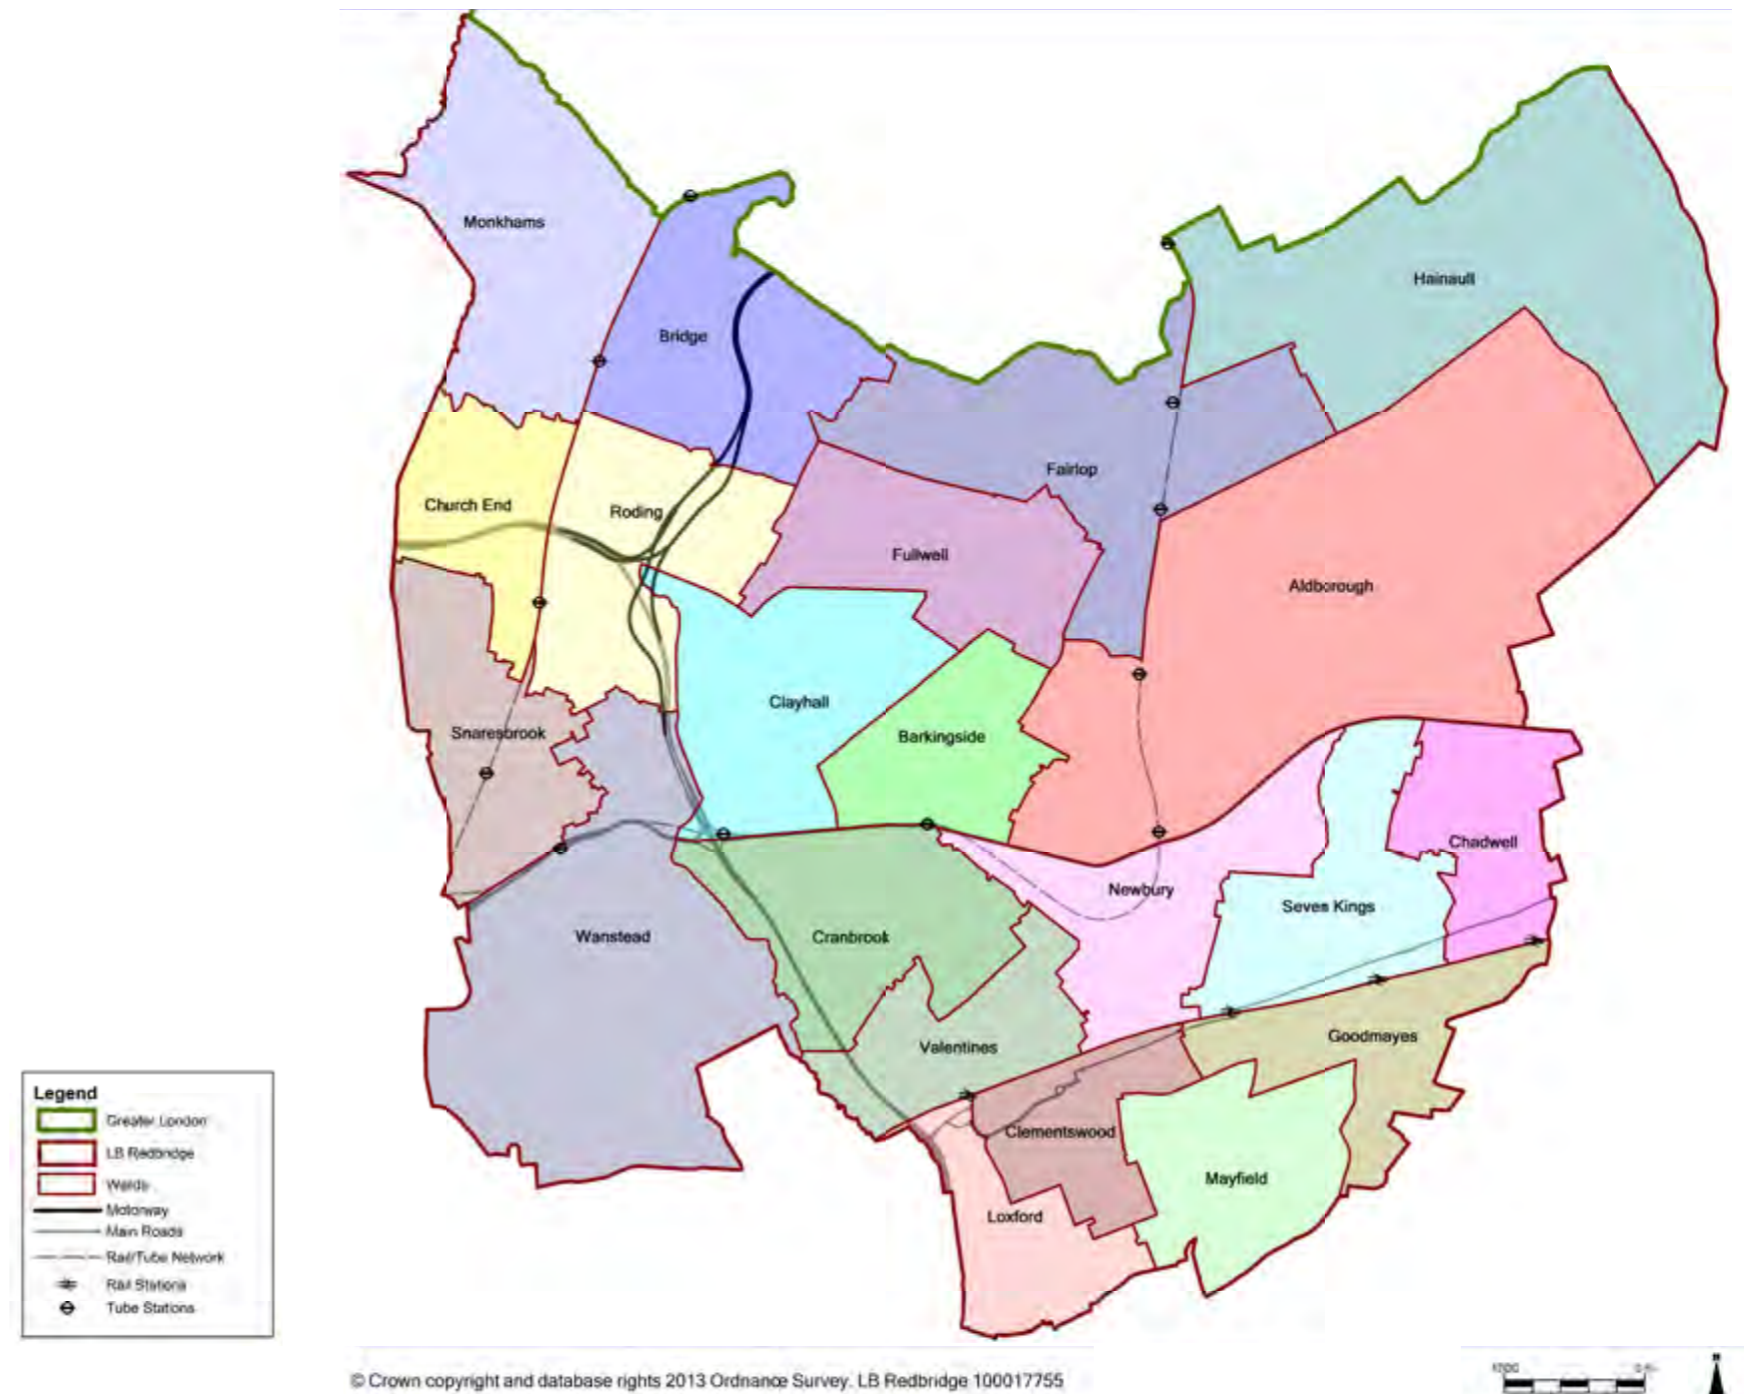 Monkhams
Hainault
Bridge
Church End
Roding
Fairlop
Fullwell
Aldborough
Clayhall
Snaresbrook
Barkingside
Chadwell
Newbury
Seven Kings
Wanstead
Cranbrook
Valentines
Goodmayes
Clementswood
Mayfield
Loxford
Legend
Greater London
LB Redbridge
Wards
Motorway
Main Roads
Rail/Tube Network
Rail Stations
Tube Stations
© Crown copyright and database rights 2013 Ordnance Survey. LB Redbridge 100017755